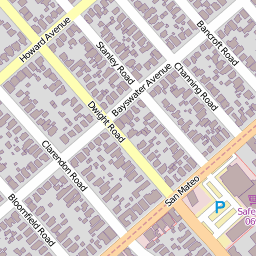 Howard Avenue
Stanley Road
Bancroft Road
Bayswater Avenue
Channing Road
Dwight Road
Clarendon Road
Bloomfield Road
San Mateo
P
Safe
06